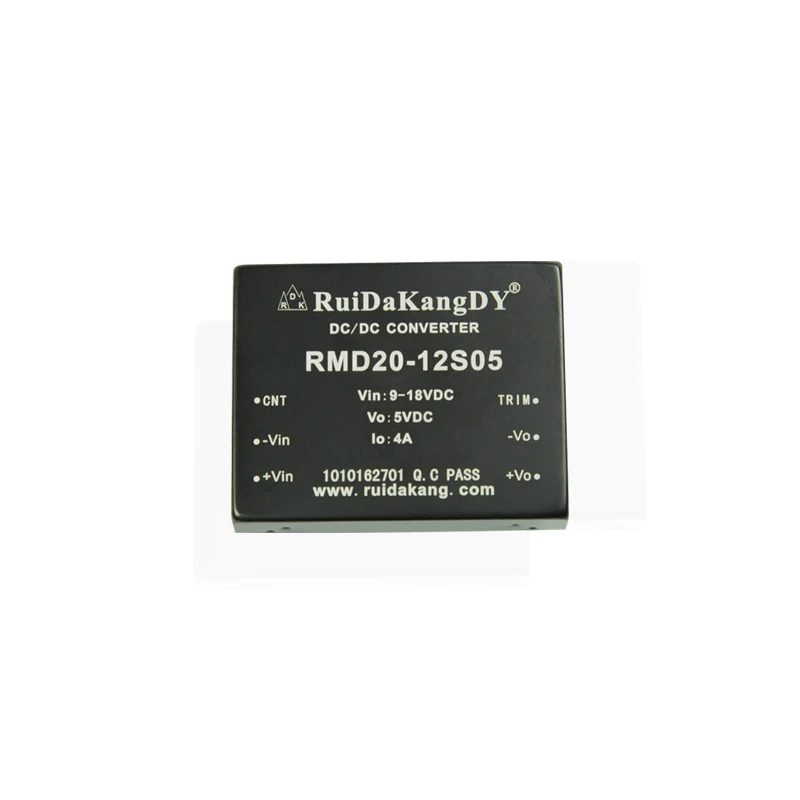 RDK RuiDaKangDY®
DC/DC CONVERTER
RMD20-12S05
•CNT Vin:9-18VDC TRIM•
Vo:5VDC
•-Vin Io:4A -Vo•
•+Vin 1010162701 Q.C PASS +Vo•
www.ruidakang.com